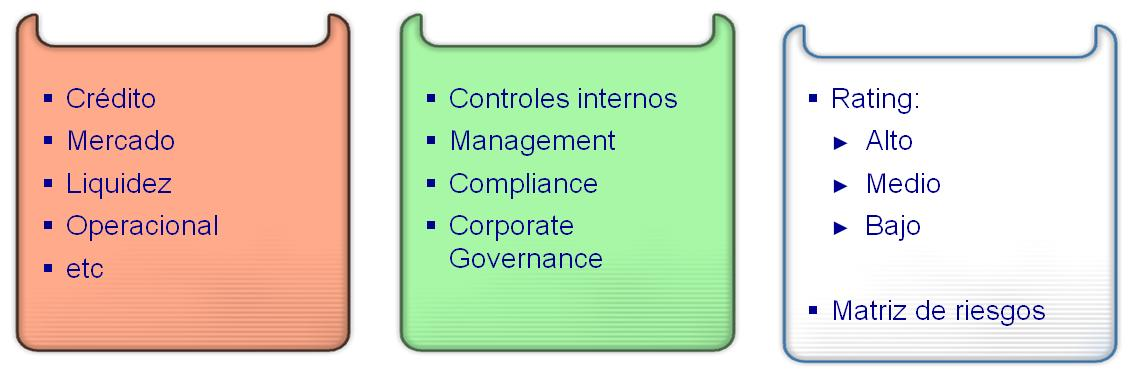 ▪ Crédito
▪ Mercado
▪ Liquidez
▪ Operacional
▪ etc
▪ Controles internos
▪ Management
▪ Compliance
▪ Corporate
Governance
▪ Rating:
► Alto
► Medio
► Bajo
▪ Matriz de riesgos